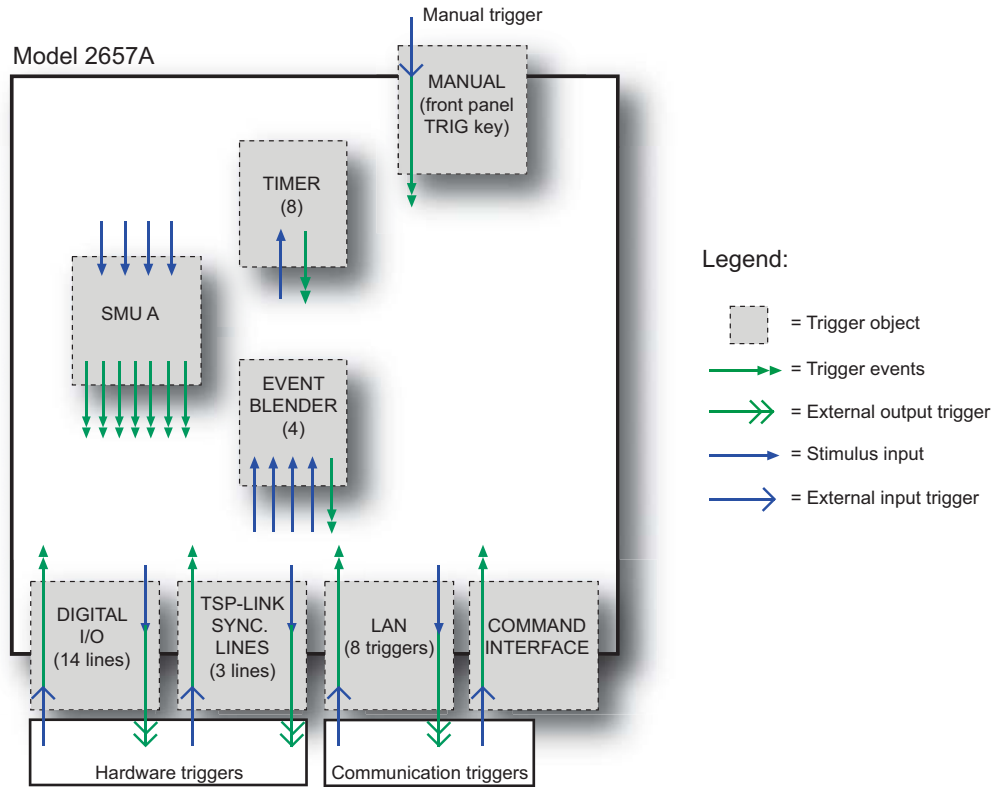 Manual trigger
Model 2657A
MANUAL
(front panel
TRIG key)
TIMER
(8)
SMU A
EVENT
BLENDER
(4)
DIGITAL
I/O
(14 lines)
TSP-LINK
SYNC.
LINES
(3 lines)
LAN
(8 triggers)
COMMAND
INTERFACE
Hardware triggers
Communication triggers
Legend:
= Trigger object
= Trigger events
= External output trigger
= Stimulus input
= External input trigger